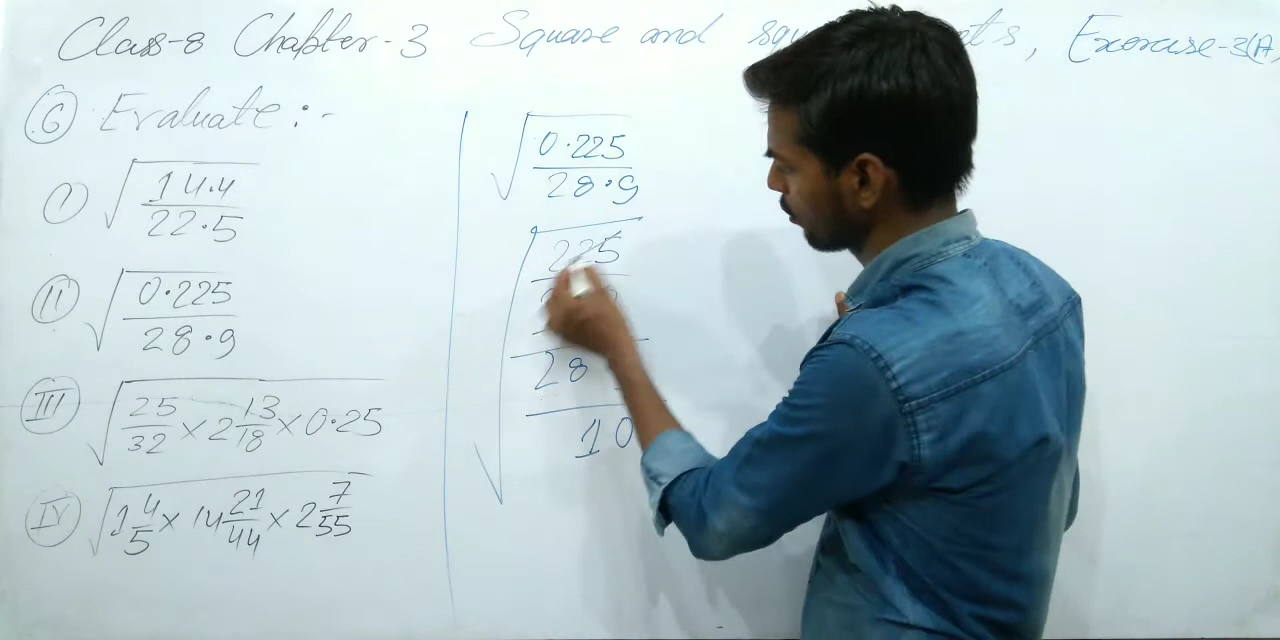 Class-8 Chapter-3 Square and squ ts, Exercise-3(A)
6 Evaluate :-
I √14.4/22.5
II √0.225/28.9
III √25/32 × 2 13/18 × 0.25
IV √1 4/5 × 14 21/44 × 2 7/55
√0.225/28.9
√225
28
10